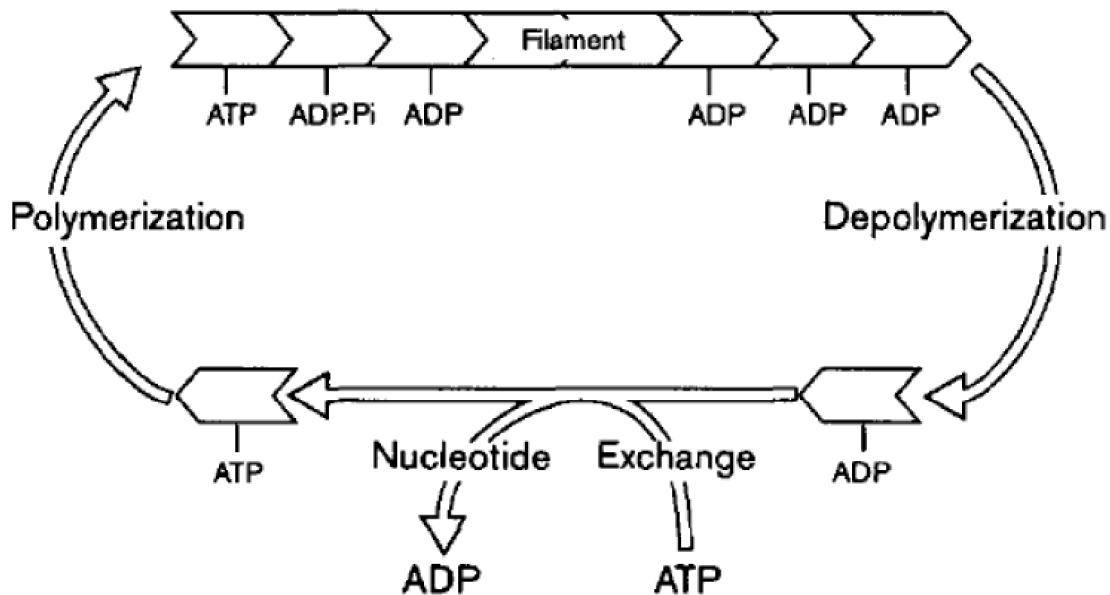 Filament
ATP ADP.Pi ADP ADP ADP ADP
Polymerization Depolymerization
ATP Nucleotide Exchange ADP
ADP ATP